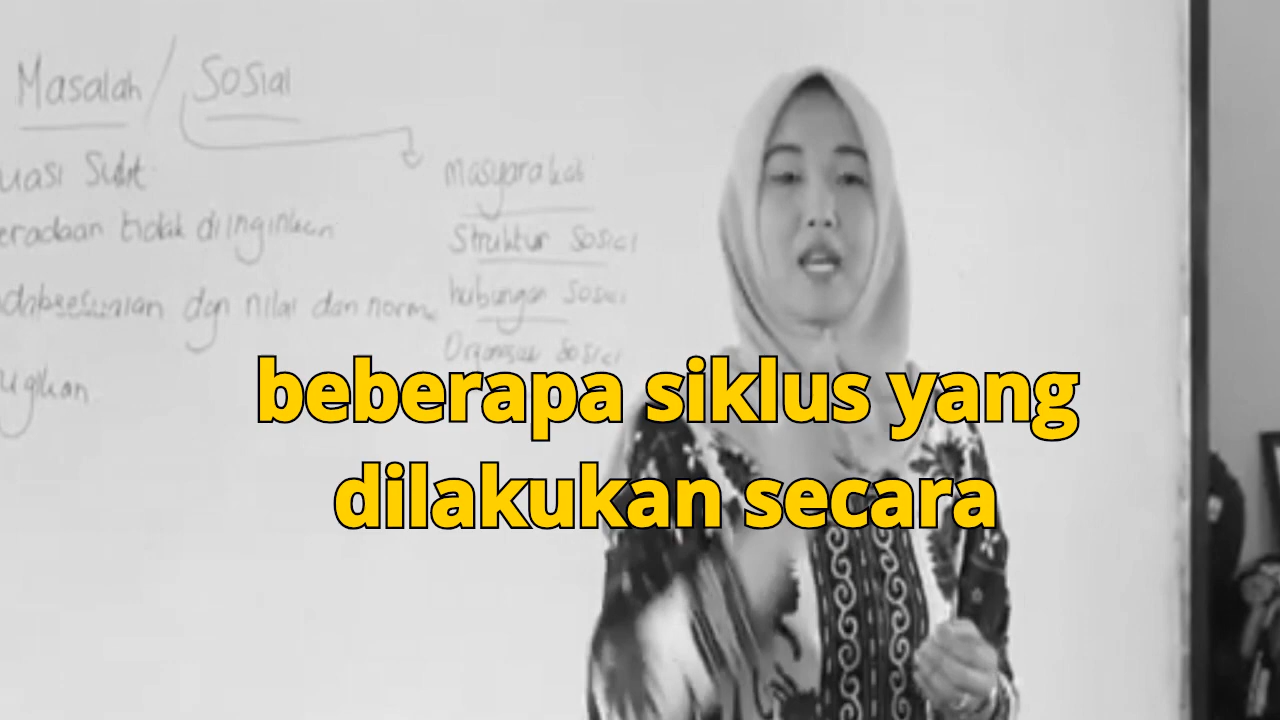 Masalah / Sosial
uasi Sulit
eradaan tidak diinginkan
dan nilai dan norma
ugikan
masyarakat
Struktur Sosial
hubungan Sosial
Organisasi Sosial
beberapa siklus yang
dilakukan secara